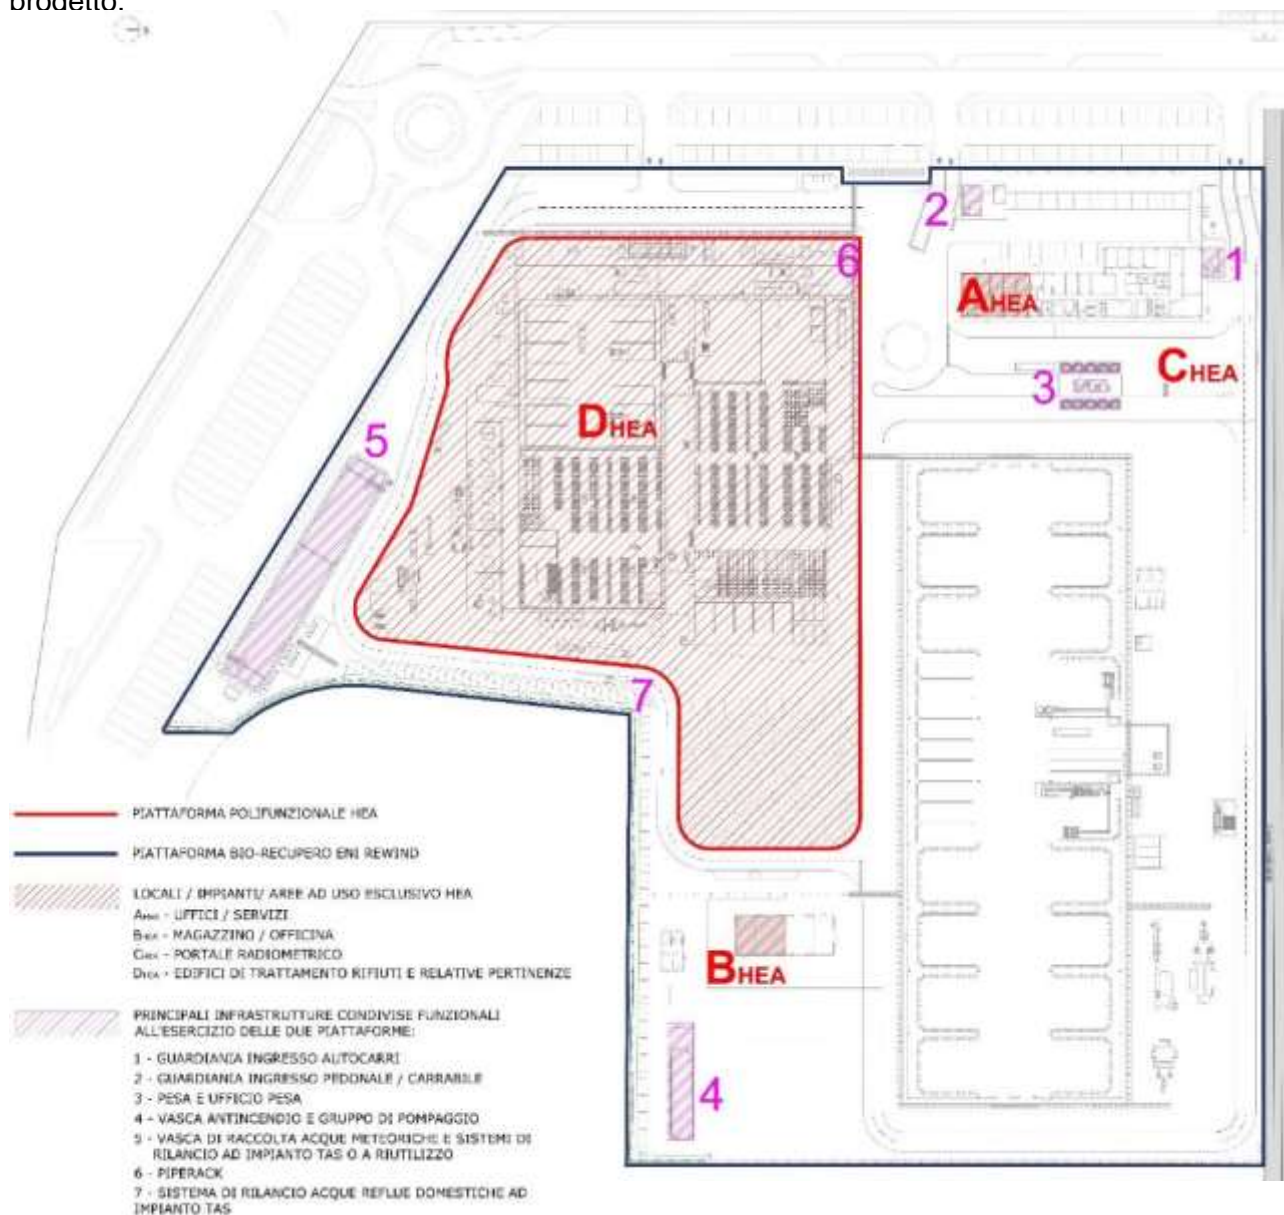 prodetto.
2
6
1
AHEA
CHEA
3
DHEA
5
7
BHEA
4
PIATTAFORMA POLIFUNZIONALE HEA
PIATTAFORMA BIO-RECUPERO ENI REWIND
LOCALI / IMPIANTI/ AREE AD USO ESCLUSIVO HEA
AHEA - UFFICI / SERVIZI
BHEA - MAGAZZINO / OFFICINA
CHEA - PORTALE RADIOMETRICO
DHEA - EDIFICI DI TRATTAMENTO RIFIUTI E RELATIVE PERTINENZE
PRINCIPALI INFRASTRUTTURE CONDIVISE FUNZIONALI
ALL'ESERCIZIO DELLE DUE PIATTAFORME:
1 - GUARDIANIA INGRESSO AUTOCARRI
2 - GUARDIANIA INGRESSO PEDONALE / CARRABILE
3 - PESA E UFFICIO PESA
4 - VASCA ANTINCENDIO E GRUPPO DI POMPAGGIO
5 - VASCA DI RACCOLTA ACQUE METEORICHE E SISTEMI DI
RILANCIO AD IMPIANTO TAS O A RIUTILIZZO
6 - PIPERACK
7 - SISTEMA DI RILANCIO ACQUE REFLUE DOMESTICHE AD
IMPIANTO TAS